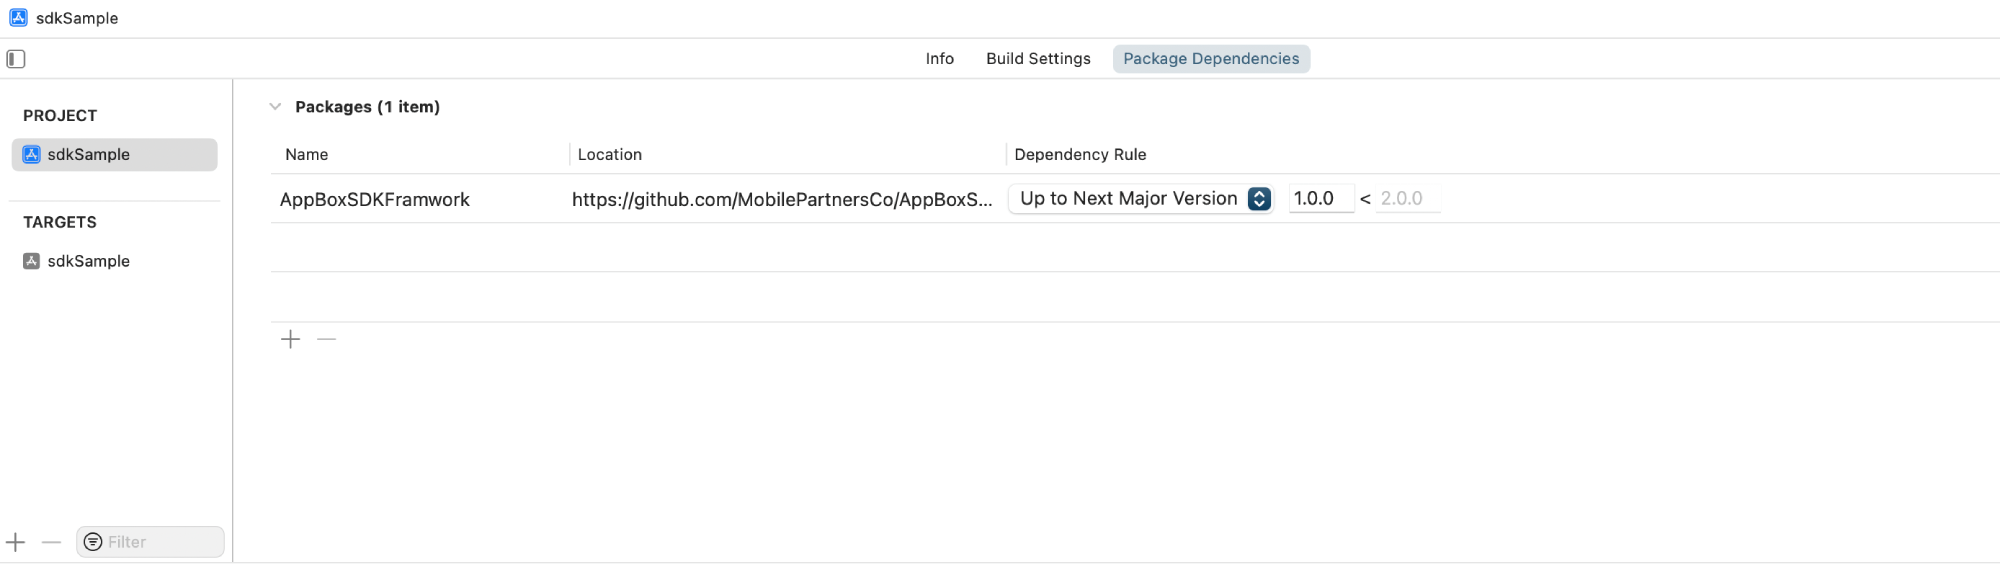 sdkSample
Info Build Settings Package Dependencies
PROJECT
sdkSample
TARGETS
sdkSample
Filter
Packages (1 item)
Name Location Dependency Rule
AppBoxSDKFramwork https://github.com/MobilePartnersCo/AppBoxS... Up to Next Major Version 1.0.0 < 2.0.0